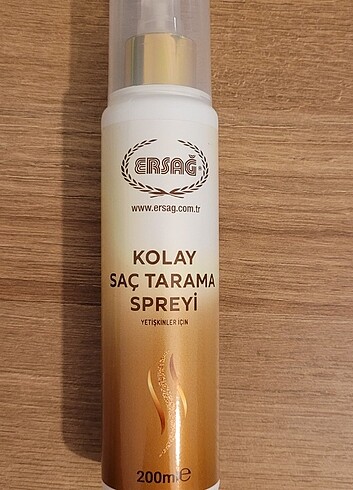 ERSAĞ®
www.ersag.com.tr
KOLAY
SAÇ TARAMA
SPREYİ
YETİŞKİNLER İÇİN
200ml℮